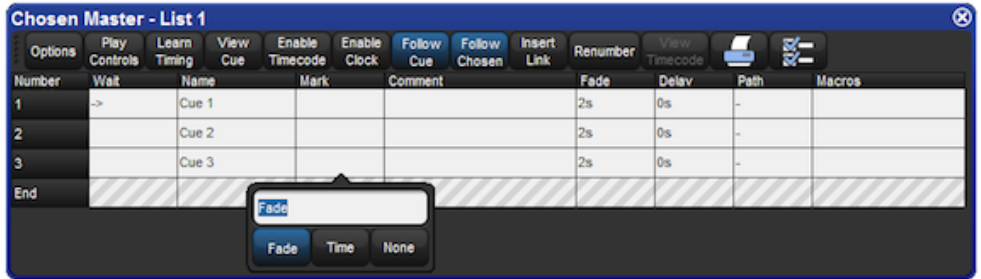 Chosen Master - List 1
Options Play Controls Learn Timing View Cue Enable Timecode Enable Clock Follow Cue Follow Chosen Insert Link Renumber View Timecode
Number Wait Name Mark Comment Fade Delay Path Macros
1 -> Cue 1 2s 0s -
2 Cue 2 2s 0s -
3 Cue 3 2s 0s -
End
Fade
Fade Time None